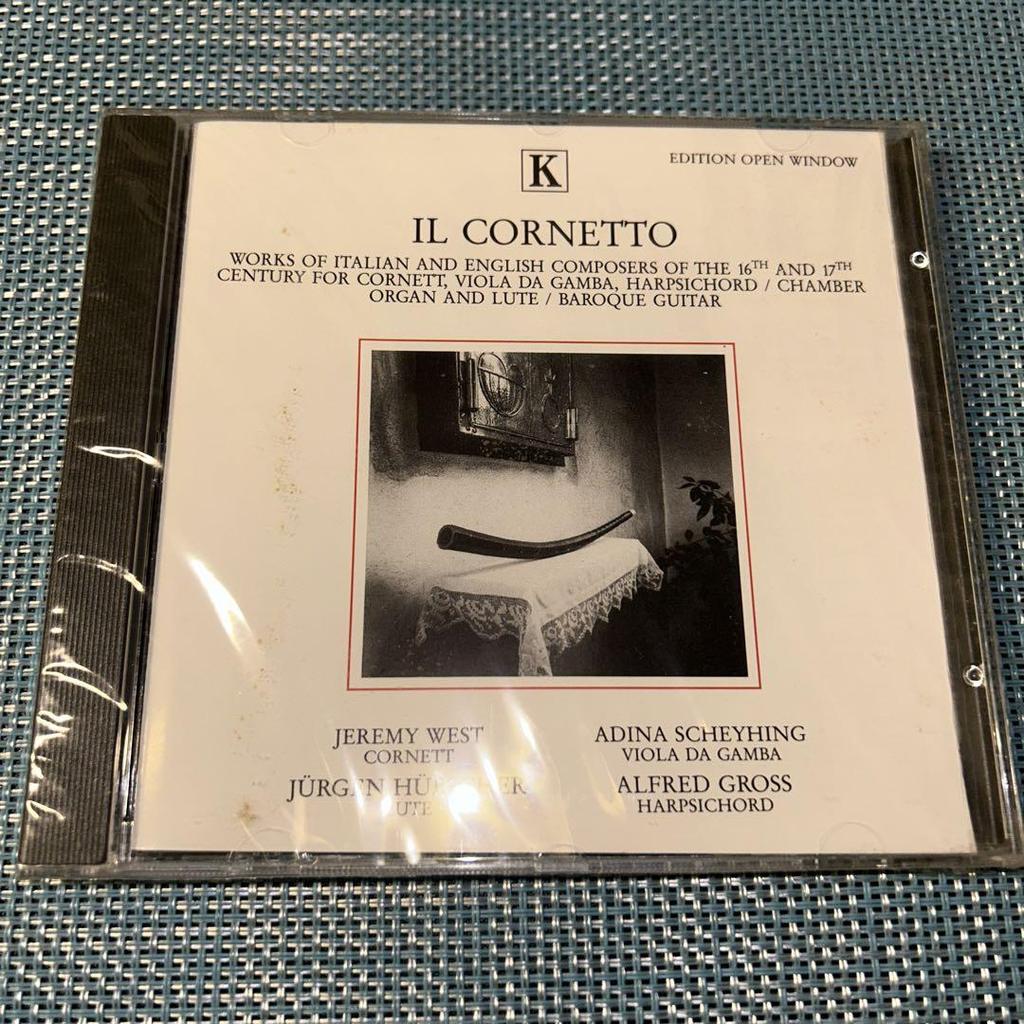 K
EDITION OPEN WINDOW
IL CORNETTO
WORKS OF ITALIAN AND ENGLISH COMPOSERS OF THE 16TH AND 17TH
CENTURY FOR CORNETT, VIOLA DA GAMBA, HARPSICHORD / CHAMBER
ORGAN AND LUTE / BAROQUE GUITAR
JEREMY WEST
CORNETT
ADINA SCHEYHING
VIOLA DA GAMBA
JÜRGEN
ALFRED GROSS
HARPSICHORD